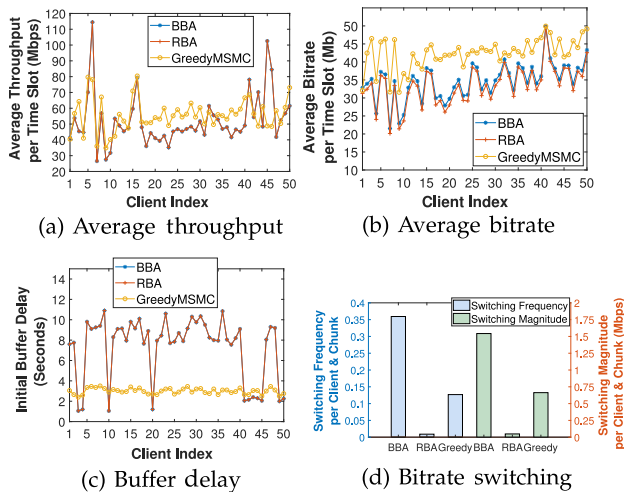 120
110
100
90
80
70
60
50
40
30
20
Average Throughput
per Time Slot (Mbps)
BBA
RBA
GreedyMSMC
1 5 10 15 20 25 30 35 40 45 50
Client Index
(a) Average throughput
50
45
40
35
30
25
20
15
10
Average Bitrate
per Time Slot (Mb)
BBA
RBA
GreedyMSMC
1 5 10 15 20 25 30 35 40 45 50
Client Index
(b) Average bitrate
14
12
10
8
6
4
2
0
Initial Buffer Delay
(Seconds)
BBA
RBA
GreedyMSMC
1 5 10 15 20 25 30 35 40 45 50
Client Index
(c) Buffer delay
0.4
0.35
0.3
0.25
0.2
0.15
0.1
0.05
0
Switching Frequency
per Client & Chunk
Switching Frequency
Switching Magnitude
2
1.75
1.5
1.25
1
0.75
0.5
0.25
0
Switching Magnitude
per Client & Chunk (Mbps)
BBA RBA Greedy BBA RBA Greedy
(d) Bitrate switching